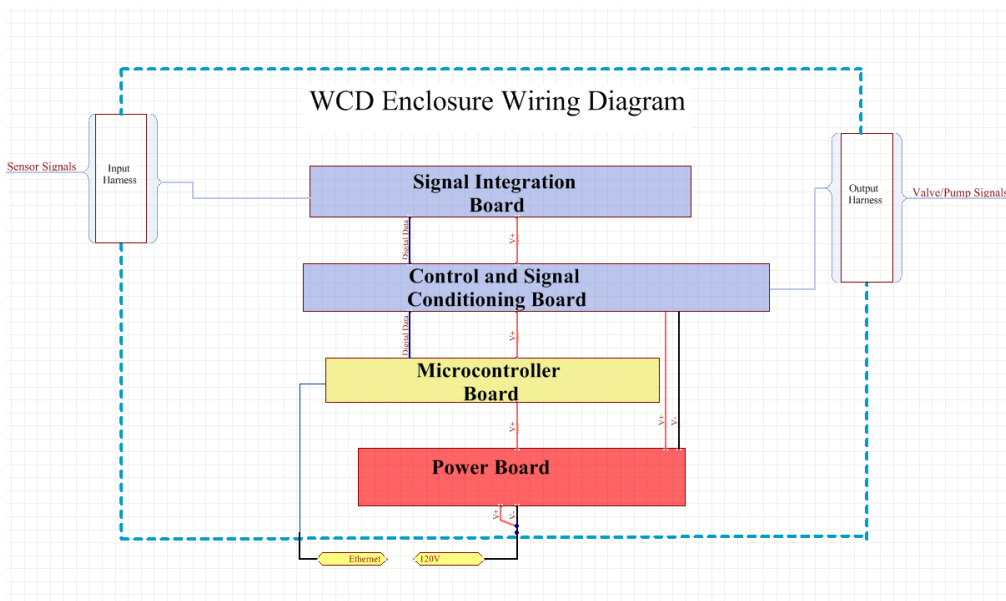 WCD Enclosure Wiring Diagram
Sensor Signals
Input
Harness
Signal Integration
Board
Output
Harness
Valve/Pump Signals
Digital Data
V+
Control and Signal
Conditioning Board
Digital Data
V+
Microcontroller
Board
V+
V+
V-
Power Board
V+
V-
Ethernet
120V